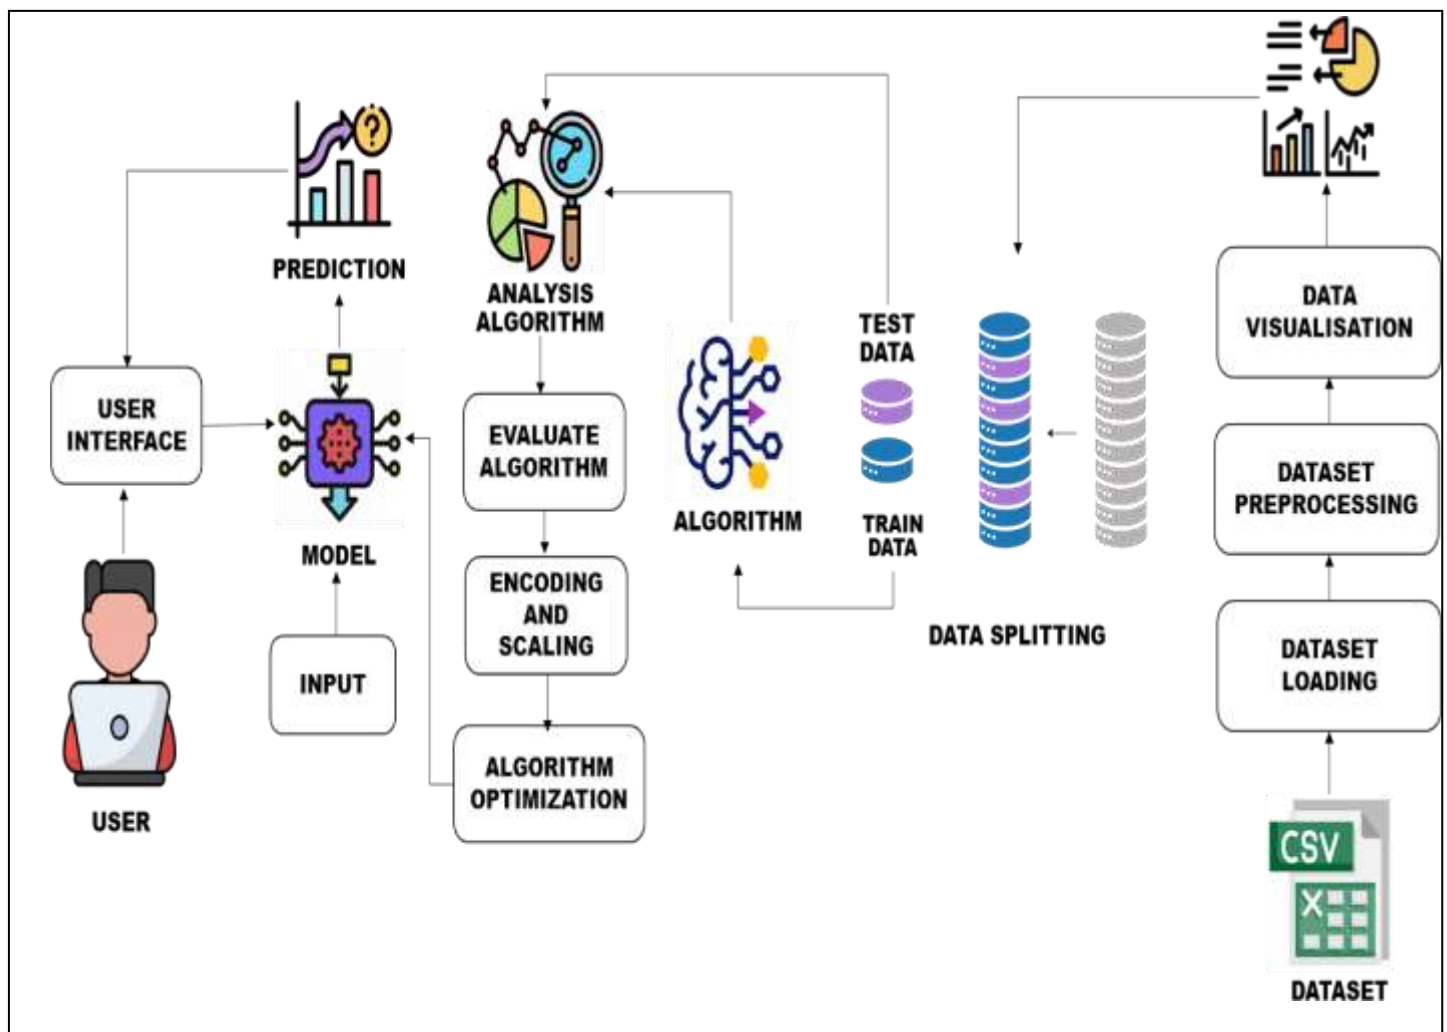 PREDICTION
USER
INTERFACE
MODEL
INPUT
USER
ANALYSIS
ALGORITHM
EVALUATE
ALGORITHM
ENCODING
AND
SCALING
ALGORITHM
OPTIMIZATION
ALGORITHM
TEST
DATA
TRAIN
DATA
DATA SPLITTING
DATA
VISUALISATION
DATASET
PREPROCESSING
DATASET
LOADING
CSV
X
DATASET
?